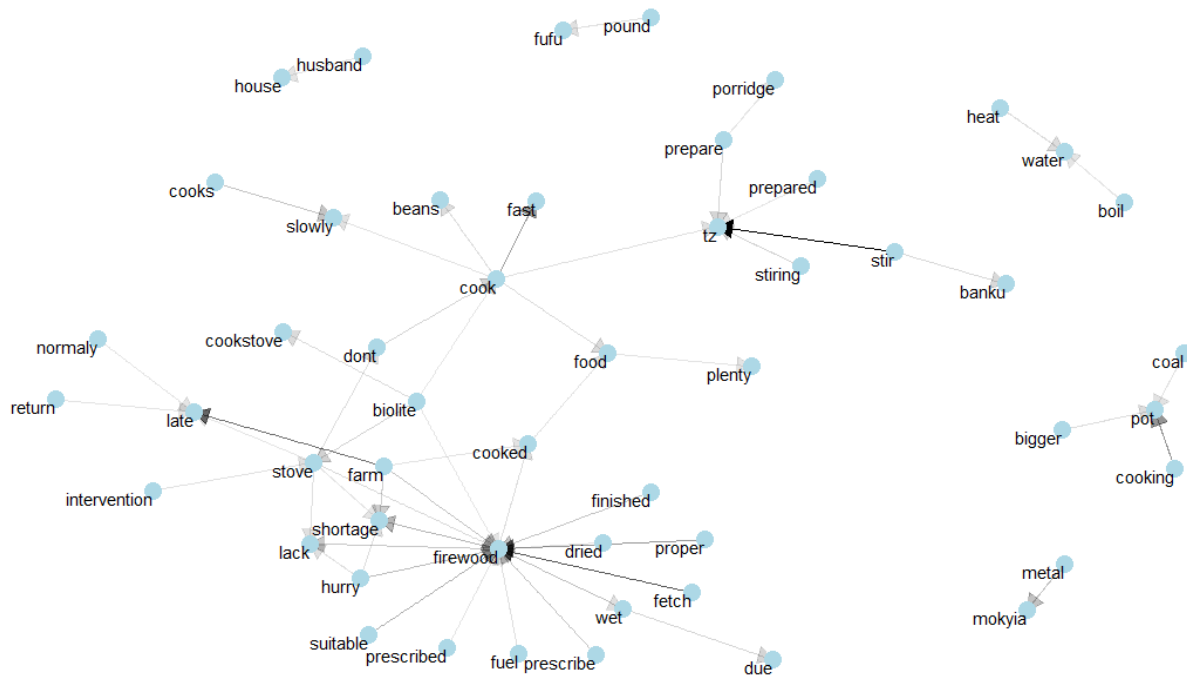 pound
fufu
husband
house
porridge
heat
prepare
water
prepared
cooks
beans
fast
boil
slowly
tz
stir
stiring
cook
banku
cookstove
normaly
dont
food
coal
plenty
return
late
biolite
pot
bigger
cooked
stove
farm
cooking
intervention
finished
shortage
lack
firewood
dried
proper
metal
hurry
fetch
wet
mokyia
suitable
prescribed
fuel
prescribe
due